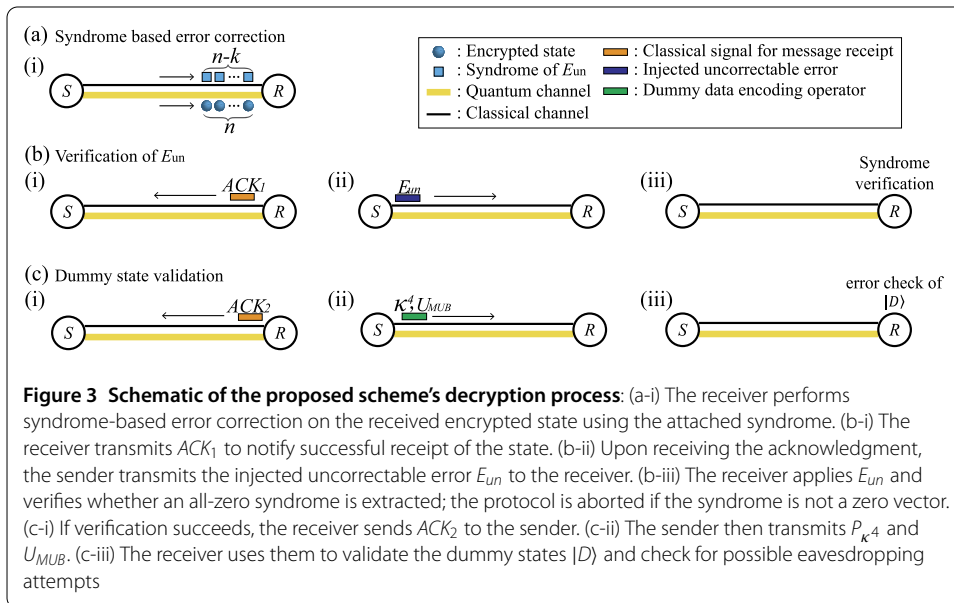 (a) Syndrome based error correction
(i)
n-k
...
S
R
...
n
: Encrypted state
: Syndrome of Eun
: Quantum channel
: Classical channel
: Classical signal for message receipt
: Injected uncorrectable error
: Dummy data encoding operator
(b) Verification of Eun
(i)
ACK1
S
R
(ii)
Eun
S
R
(iii)
Syndrome
verification
S
R
(c) Dummy state validation
(i)
ACK2
S
R
(ii)
κ⁴; UMUB
S
R
(iii)
error check of
|D⟩
S
R
Figure 3 Schematic of the proposed scheme's decryption process: (a-i) The receiver performs
syndrome-based error correction on the received encrypted state using the attached syndrome. (b-i) The
receiver transmits ACK₁ to notify successful receipt of the state. (b-ii) Upon receiving the acknowledgment,
the sender transmits the injected uncorrectable error Eun to the receiver. (b-iii) The receiver applies Eun and
verifies whether an all-zero syndrome is extracted; the protocol is aborted if the syndrome is not a zero vector.
(c-i) If verification succeeds, the receiver sends ACK₂ to the sender. (c-ii) The sender then transmits Pκ⁴ and
UMUB. (c-iii) The receiver uses them to validate the dummy states |D⟩ and check for possible eavesdropping
attempts